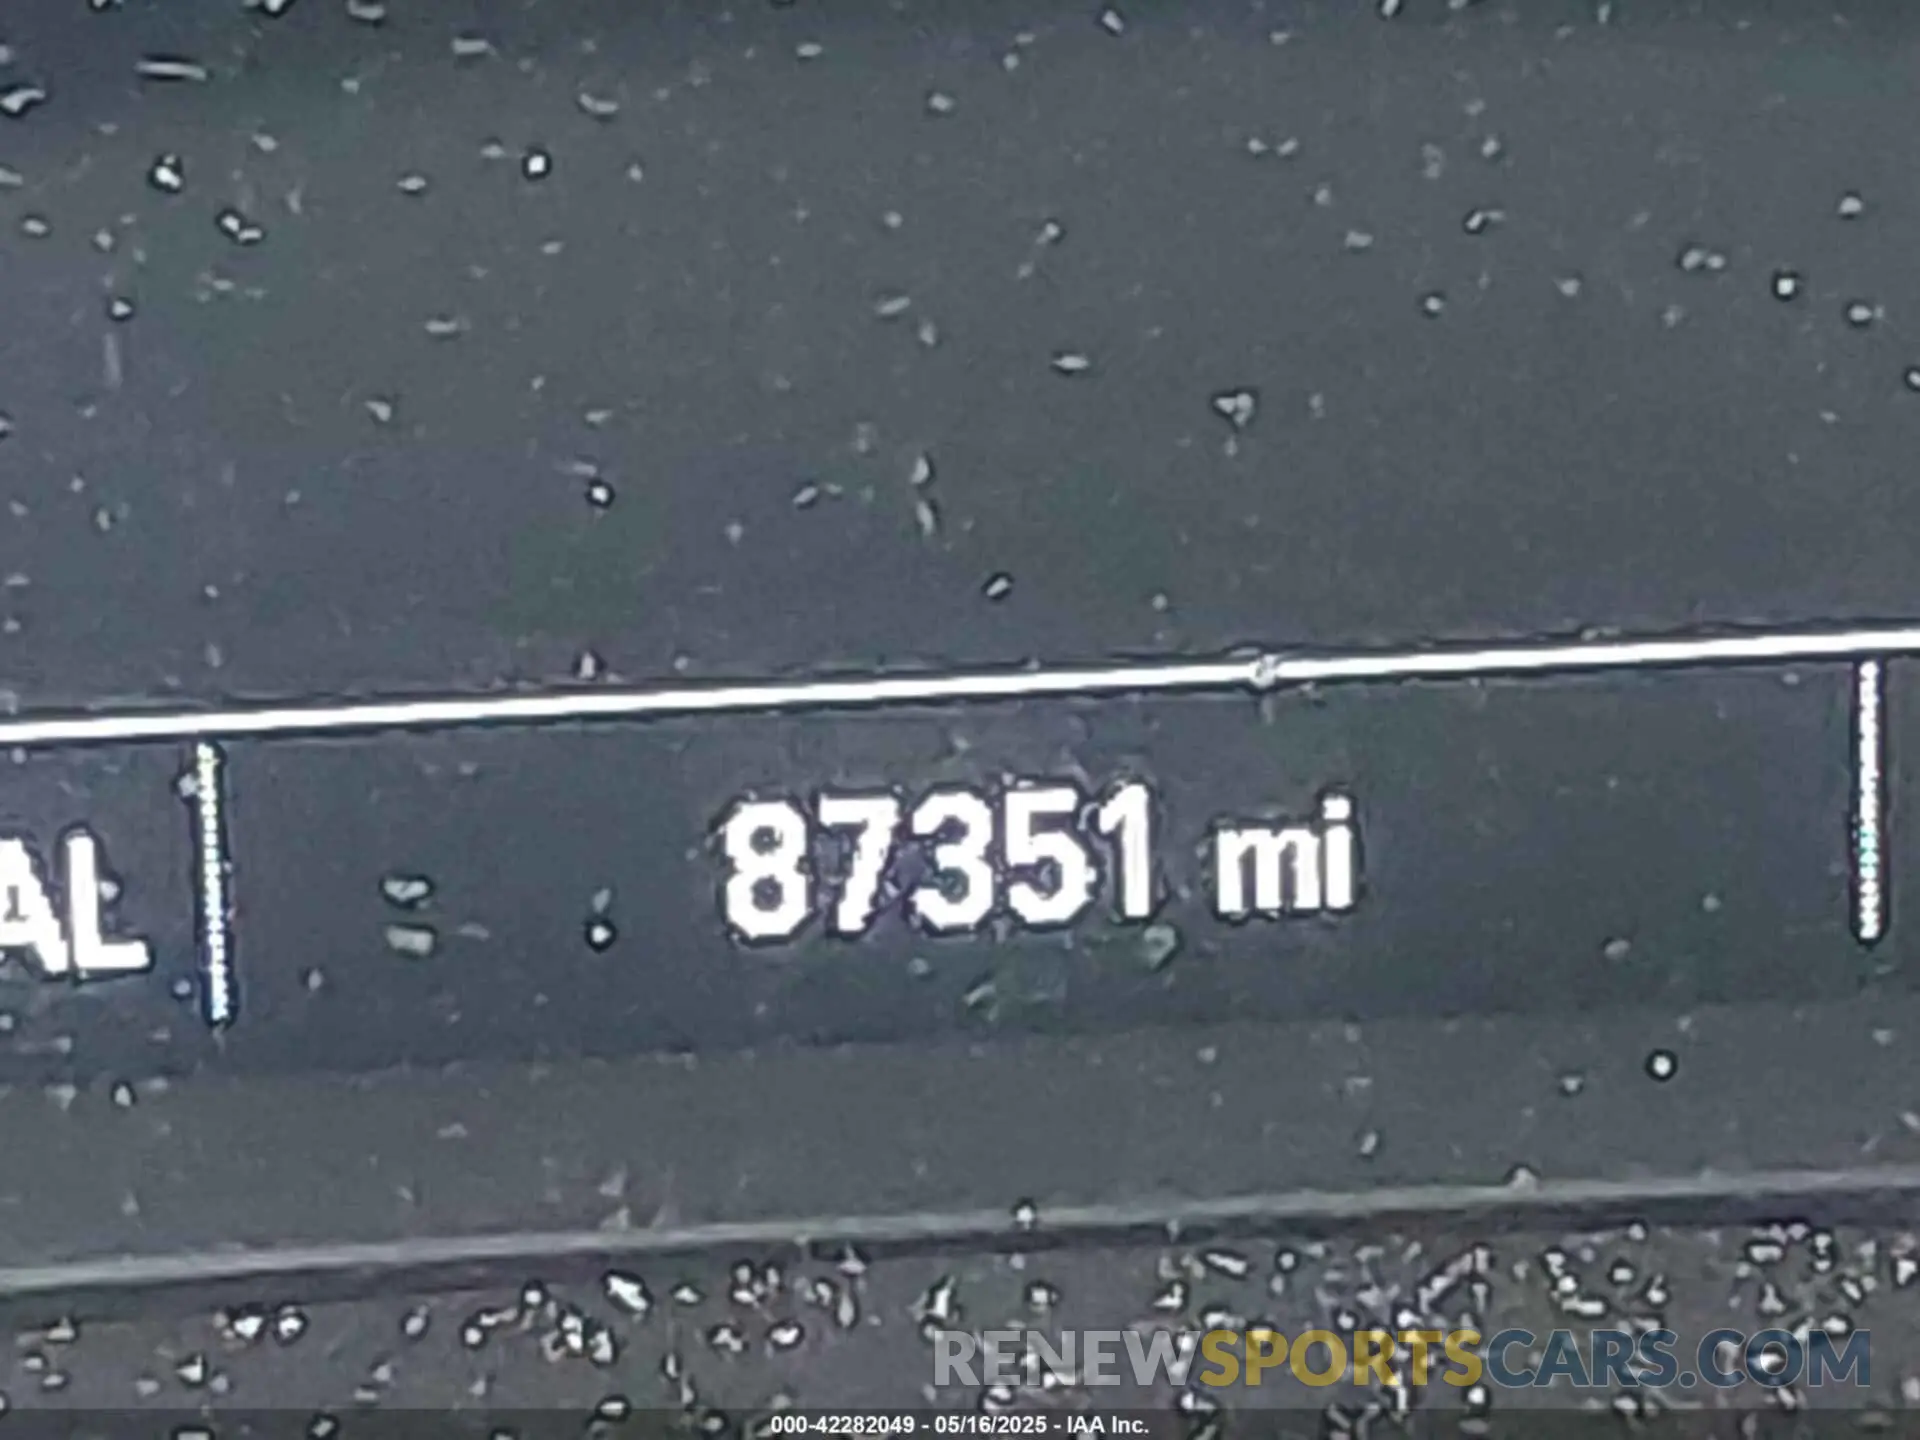 AL 87351 mi
RENEWSPORTSCARS.COM
000-42282049 - 05/16/2025 - IAA Inc.